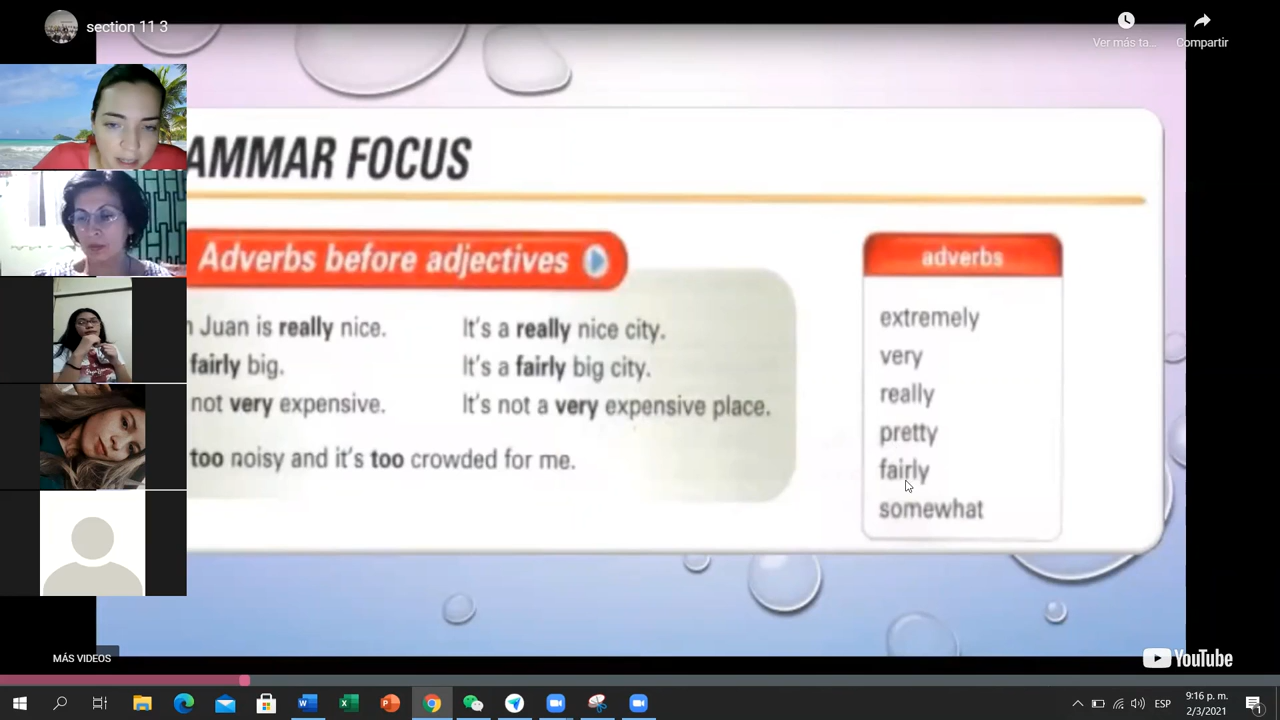 section 11 3
Ver más ta...
Compartir
AMMAR FOCUS
Adverbs before adjectives
adverbs
Juan is really nice.
It's a really nice city.
fairly big.
It's a fairly big city.
not very expensive.
It's not a very expensive place.
too noisy and it's too crowded for me.
extremely
very
really
pretty
fairly
somewhat
MÁS VIDEOS
YouTube
ESP
9:16 p. m.
2/3/2021
1